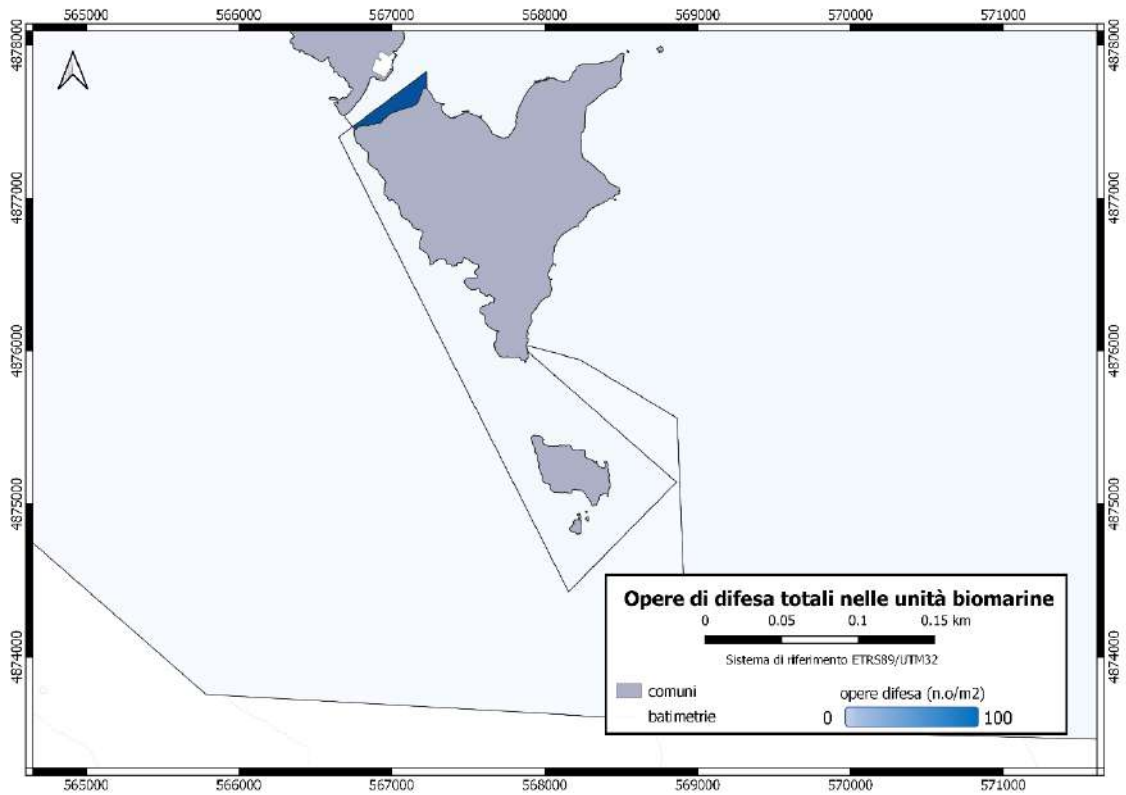 565000 566000 567000 568000 569000 570000 571000
4878000 4878000
4877000 4877000
4876000 4876000
4875000 4875000
4874000 4874000
Opere di difesa totali nelle unità biomarine
0 0.05 0.1 0.15 km
Sistema di riferimento ETRS89/UTM32
comuni opere difesa (n.o/m2)
batimetrie 0 100
565000 566000 567000 568000 569000 570000 571000